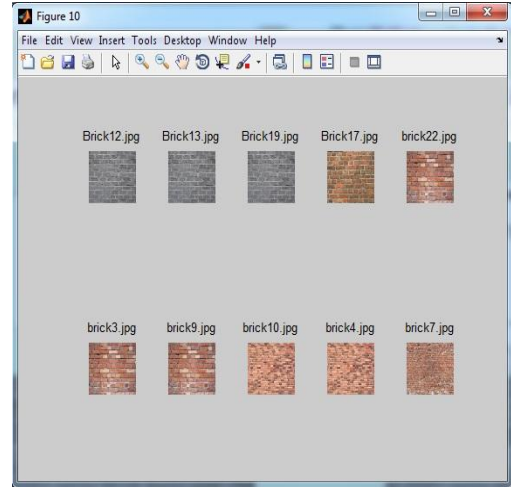 Figure 10
File Edit View Insert Tools Desktop Window Help
Brick12.jpg Brick13.jpg Brick19.jpg Brick17.jpg brick22.jpg
brick3.jpg brick9.jpg brick10.jpg brick4.jpg brick7.jpg